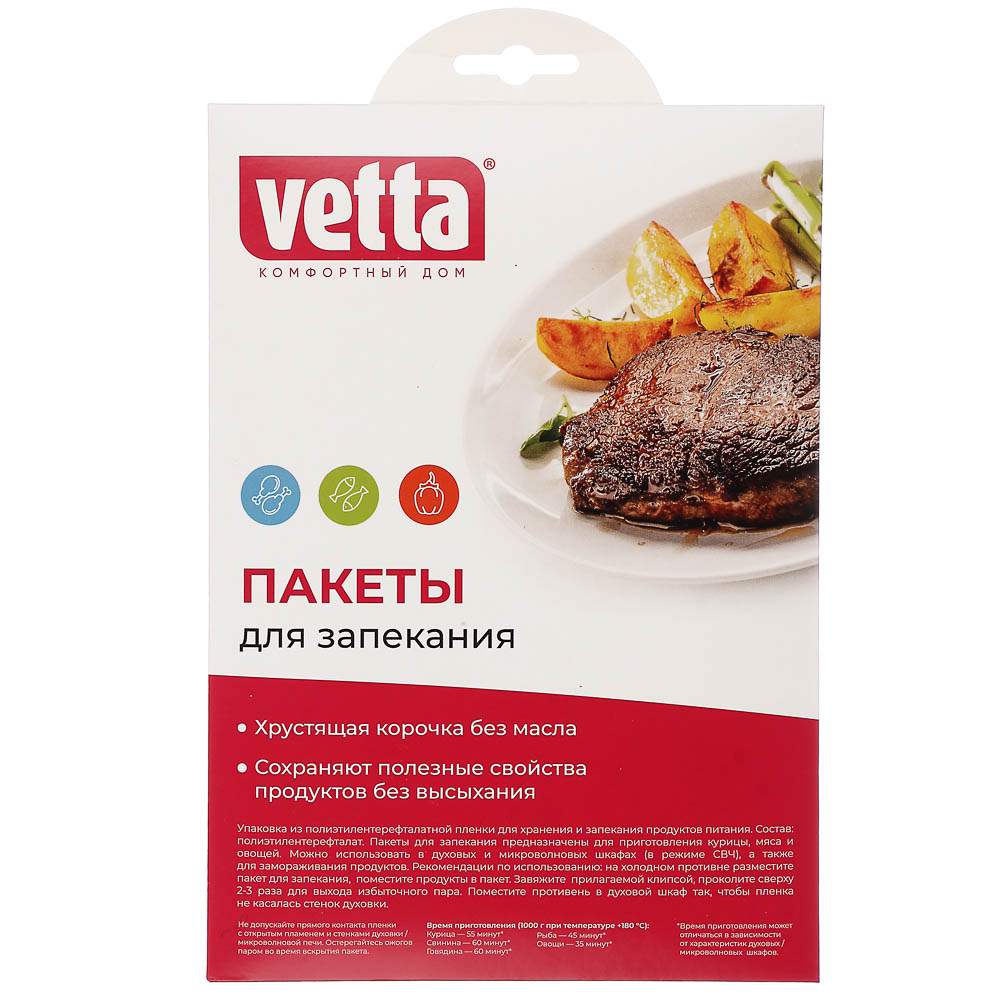 vetta®
КОМФОРТНЫЙ ДОМ
ПАКЕТЫ
для запекания
• Хрустящая корочка без масла
• Сохраняют полезные свойства
продуктов без высыхания
Упаковка из полиэтилентерефталатной пленки для хранения и запекания продуктов питания. Состав:
полиэтилентерефталат. Пакеты для запекания предназначены для приготовления курицы, мяса и
овощей. Можно использовать в духовых и микроволновых шкафах (в режиме СВЧ), а также
для замораживания продуктов. Рекомендации по использованию: на холодном противне разместите
пакет для запекания, поместите продукты в пакет. Завяжите прилагаемой клипсой, проколите сверху
2-3 раза для выхода избыточного пара. Поместите противень в духовой шкаф так, чтобы пленка
не касалась стенок духовки.
Не допускайте прямого контакта пленки
с открытым пламенем и стенками духовки /
микроволновой печи. Остерегайтесь ожогов
паром во время вскрытия пакета.
Время приготовления (1000 г при температуре +180 °С):
Курица — 55 минут* Рыба — 45 минут*
Свинина — 60 минут* Овощи — 35 минут*
Говядина — 60 минут*
*Время приготовления может
отличаться в зависимости
от характеристик духовых /
микроволновых шкафов.